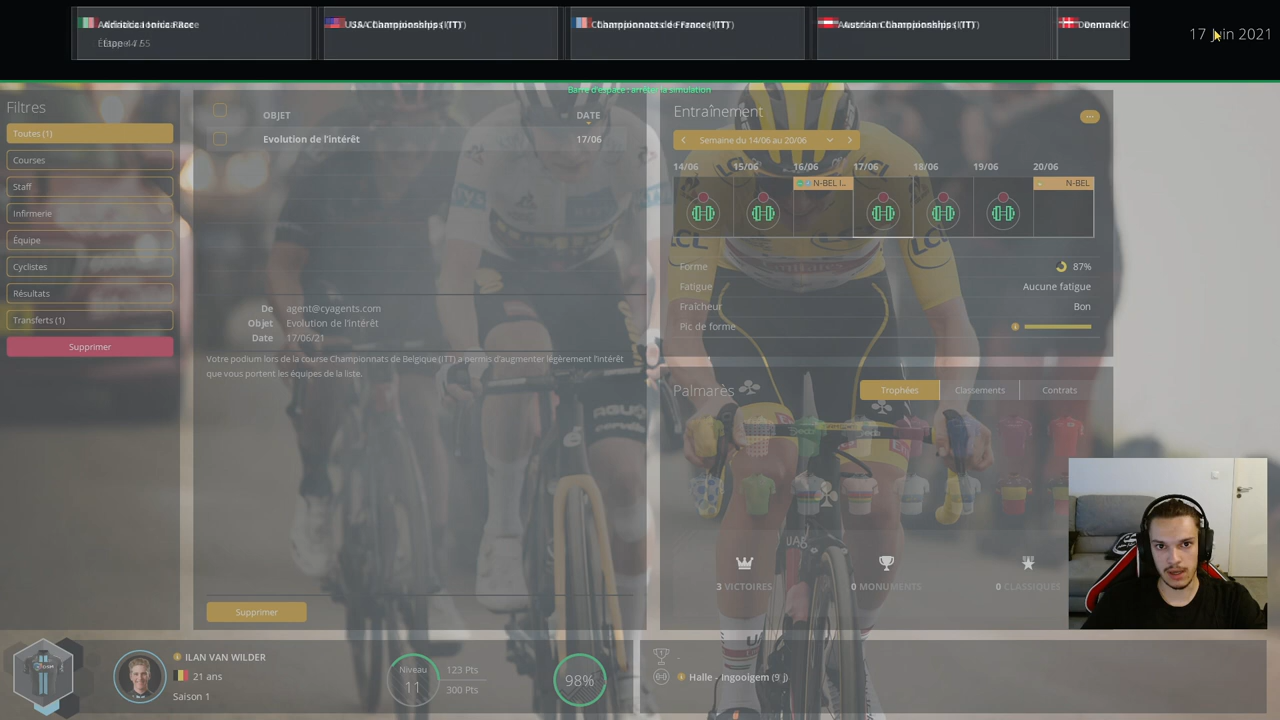 USA Championships (ITT)
Championnats de France (ITT)
Austrian Championships (ITT)
17 Juin 2021
Barre d'espace : arrêter la simulation
Filtres
Toutes (1)
Courses
Staff
Infirmerie
Équipe
Cyclistes
Résultats
Transferts (1)
Supprimer
OBJET
DATE
Evolution de l'intérêt
17/06
De agent@cyagents.com
Objet Evolution de l'intérêt
Date 17/06/21
Votre podium lors de la course Championnats de Belgique (ITT) a permis d'augmenter légèrement l'intérêt
que vous portent les équipes de la liste.
Supprimer
Entraînement
...
Semaine du 14/06 au 20/06
14/06 15/06 16/06 17/06 18/06 19/06 20/06
N-BEL I..
N-BEL
Forme 87%
Fatigue Aucune fatigue
Fraîcheur Bon
Pic de forme
Palmarès
Trophées
Classements
Contrats
3 VICTOIRES
0 MONUMENTS
0 CLASSIQUES
ILAN VAN WILDER
21 ans
Saison 1
Niveau
11
123 Pts
300 Pts
98%
-
Halle - Ingooigem (9 j)